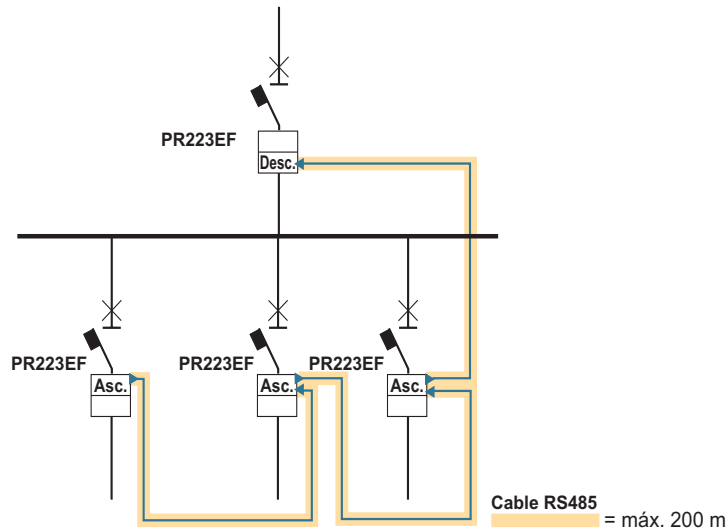 PR223EF
Desc.
PR223EF
PR223EF
PR223EF
Asc.
Asc.
Asc.
Cable RS485
= máx. 200 m